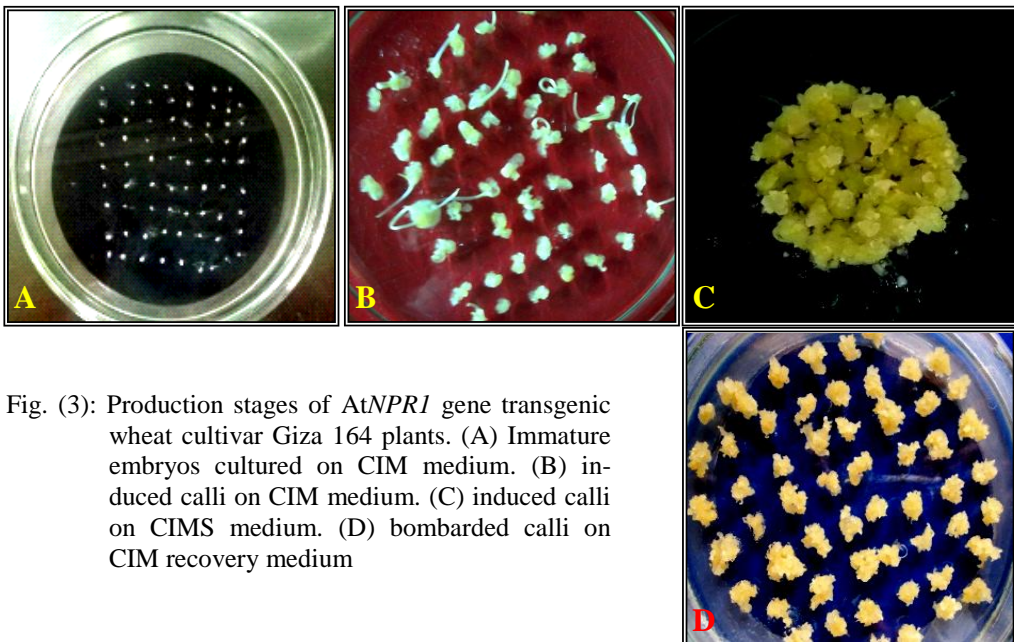 A
B
C
Fig. (3): Production stages of AtNPR1 gene transgenic
wheat cultivar Giza 164 plants. (A) Immature
embryos cultured on CIM medium. (B) in-
duced calli on CIM medium. (C) induced calli
on CIMS medium. (D) bombarded calli on
CIM recovery medium
D